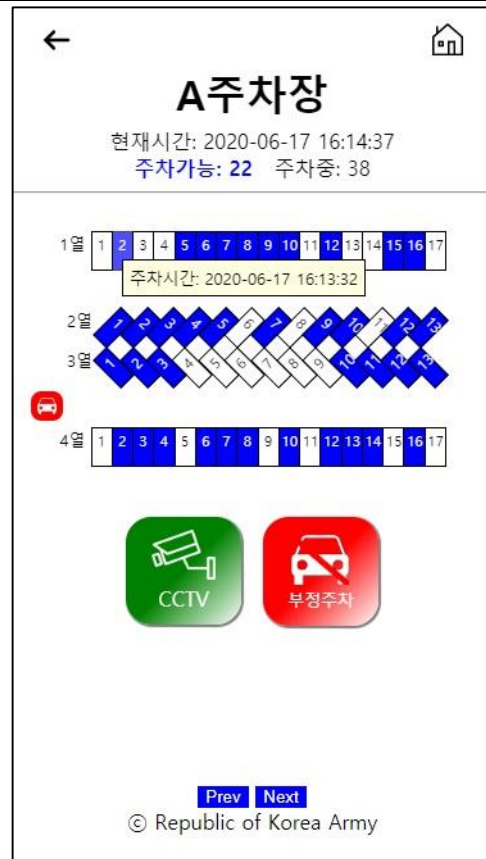 A주차장
현재시간: 2020-06-17 16:14:37
주차가능: 22 주차중: 38
1열 1 2 3 4 5 6 7 8 9 10 11 12 13 14 15 16 17
주차시간: 2020-06-17 16:13:32
2열 1 2 3 4 5 6 7 8 9 10 11 12 13
3열 1 2 3 4 5 6 7 8 9 10 11 12 13
4열 1 2 3 4 5 6 7 8 9 10 11 12 13 14 15 16 17
CCTV 부정주차
Prev Next
ⓒ Republic of Korea Army